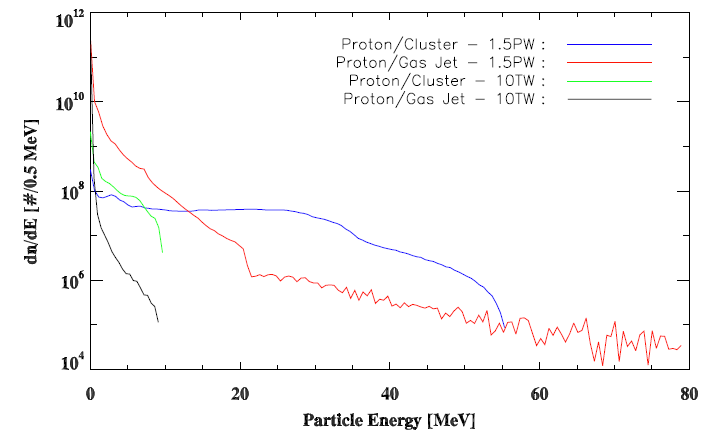 10¹²
10¹⁰
10⁸
10⁶
10⁴
dn/dE [#/0.5 MeV]
Proton/Cluster – 1.5PW :
Proton/Gas Jet – 1.5PW :
Proton/Cluster – 10TW :
Proton/Gas Jet – 10TW :
0 20 40 60 80
Particle Energy [MeV]